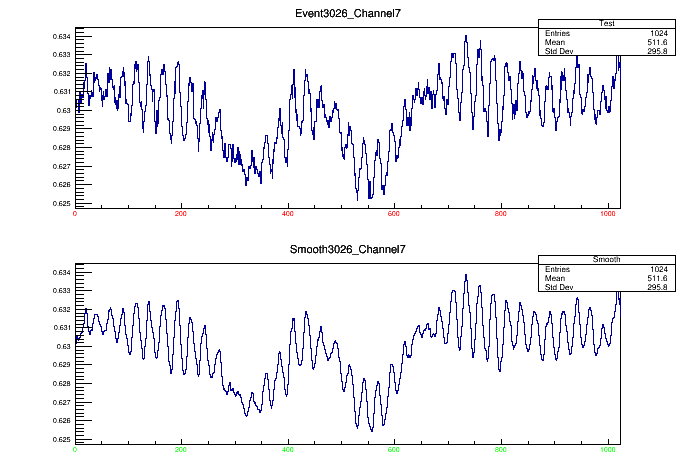 Event3026_Channel7
Test
Entries 1024
Mean 511.6
Std Dev 295.8
0.634
0.633
0.632
0.631
0.63
0.629
0.628
0.627
0.626
0.625
0 200 400 600 800 1000
Smooth3026_Channel7
Smooth
Entries 1024
Mean 511.6
Std Dev 295.8
0.634
0.633
0.632
0.631
0.63
0.629
0.628
0.627
0.626
0.625
0 200 400 600 800 1000